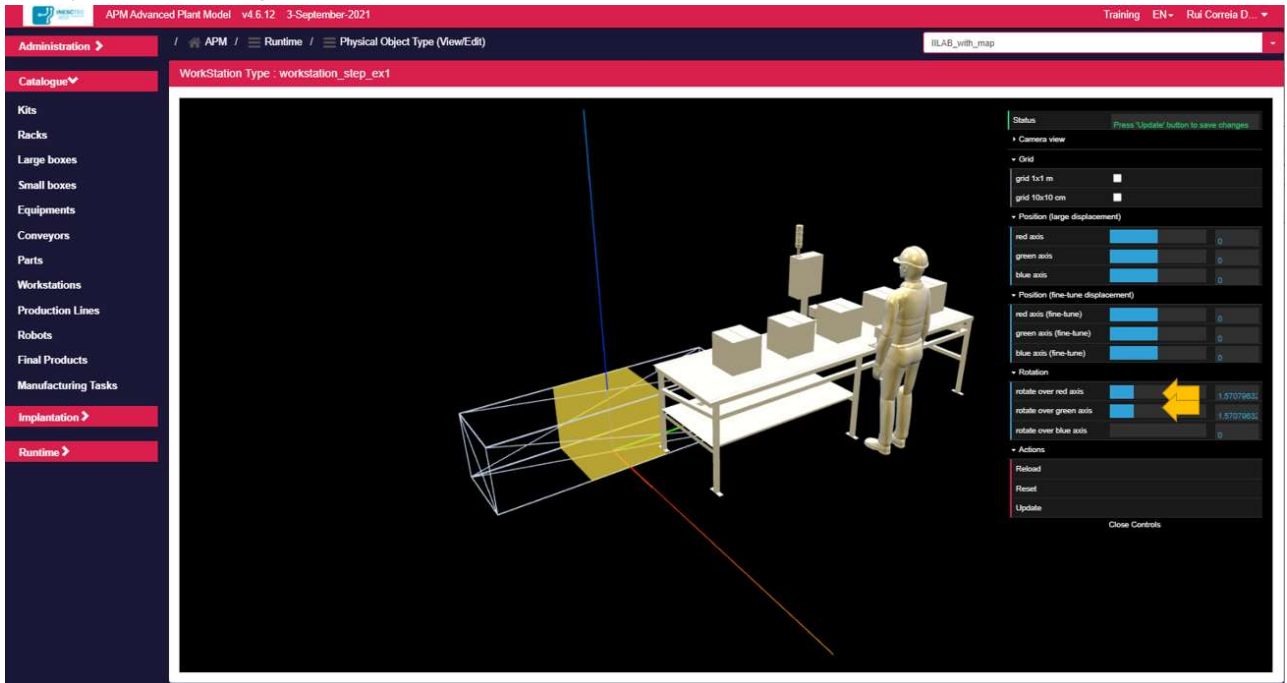 INESCTEC
APM Advanced Plant Model v4.6.12 3-September-2021
Training EN Rui Correia D...
Administration
/ APM / Runtime / Physical Object Type (View/Edit)
IILAB_with_map
Catalogue
WorkStation Type : workstation_step_ex1
Kits
Racks
Large boxes
Small boxes
Equipments
Conveyors
Parts
Workstations
Production Lines
Robots
Final Products
Manufacturing Tasks
Implantation
Runtime
Status
Press 'Update' button to save changes
Camera view
Grid
grid 1x1 m
grid 10x10 cm
Position (large displacement)
red axis 0
green axis 0
blue axis 0
Position (fine-tune displacement)
red axis (fine-tune) 0
green axis (fine-tune) 0
blue axis (fine-tune) 0
Rotation
rotate over red axis 1.57079632
rotate over green axis 1.57079632
rotate over blue axis 0
Actions
Reload
Reset
Update
Close Controls